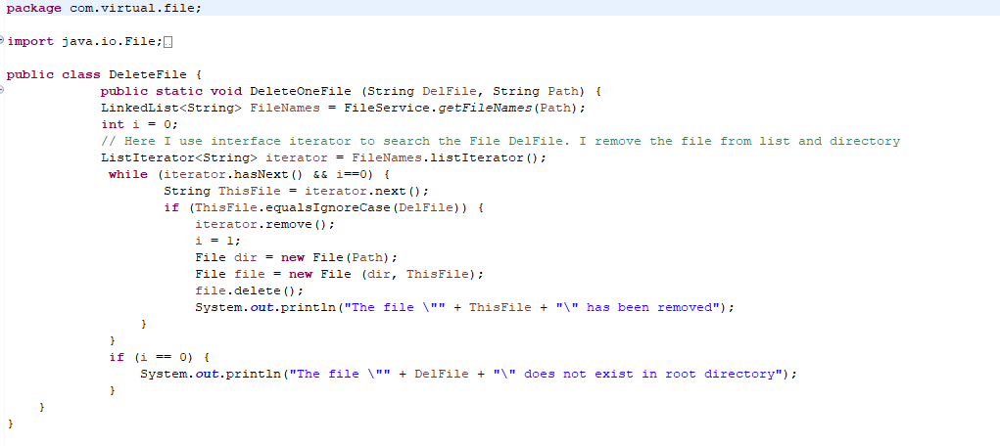 package com.virtual.file;
import java.io.File;
public class DeleteFile {
public static void DeleteOneFile (String DelFile, String Path) {
LinkedList<String> FileNames = FileService.getFileNames(Path);
int i = 0;
// Here I use interface iterator to search the File DelFile. I remove the file from list and directory
ListIterator<String> iterator = FileNames.listIterator();
while (iterator.hasNext() && i==0) {
String ThisFile = iterator.next();
if (ThisFile.equalsIgnoreCase(DelFile)) {
iterator.remove();
i = 1;
File dir = new File(Path);
File file = new File (dir, ThisFile);
file.delete();
System.out.println("The file \"" + ThisFile + "\" has been removed");
}
}
if (i == 0) {
System.out.println("The file \"" + DelFile + "\" does not exist in root directory");
}
}
}